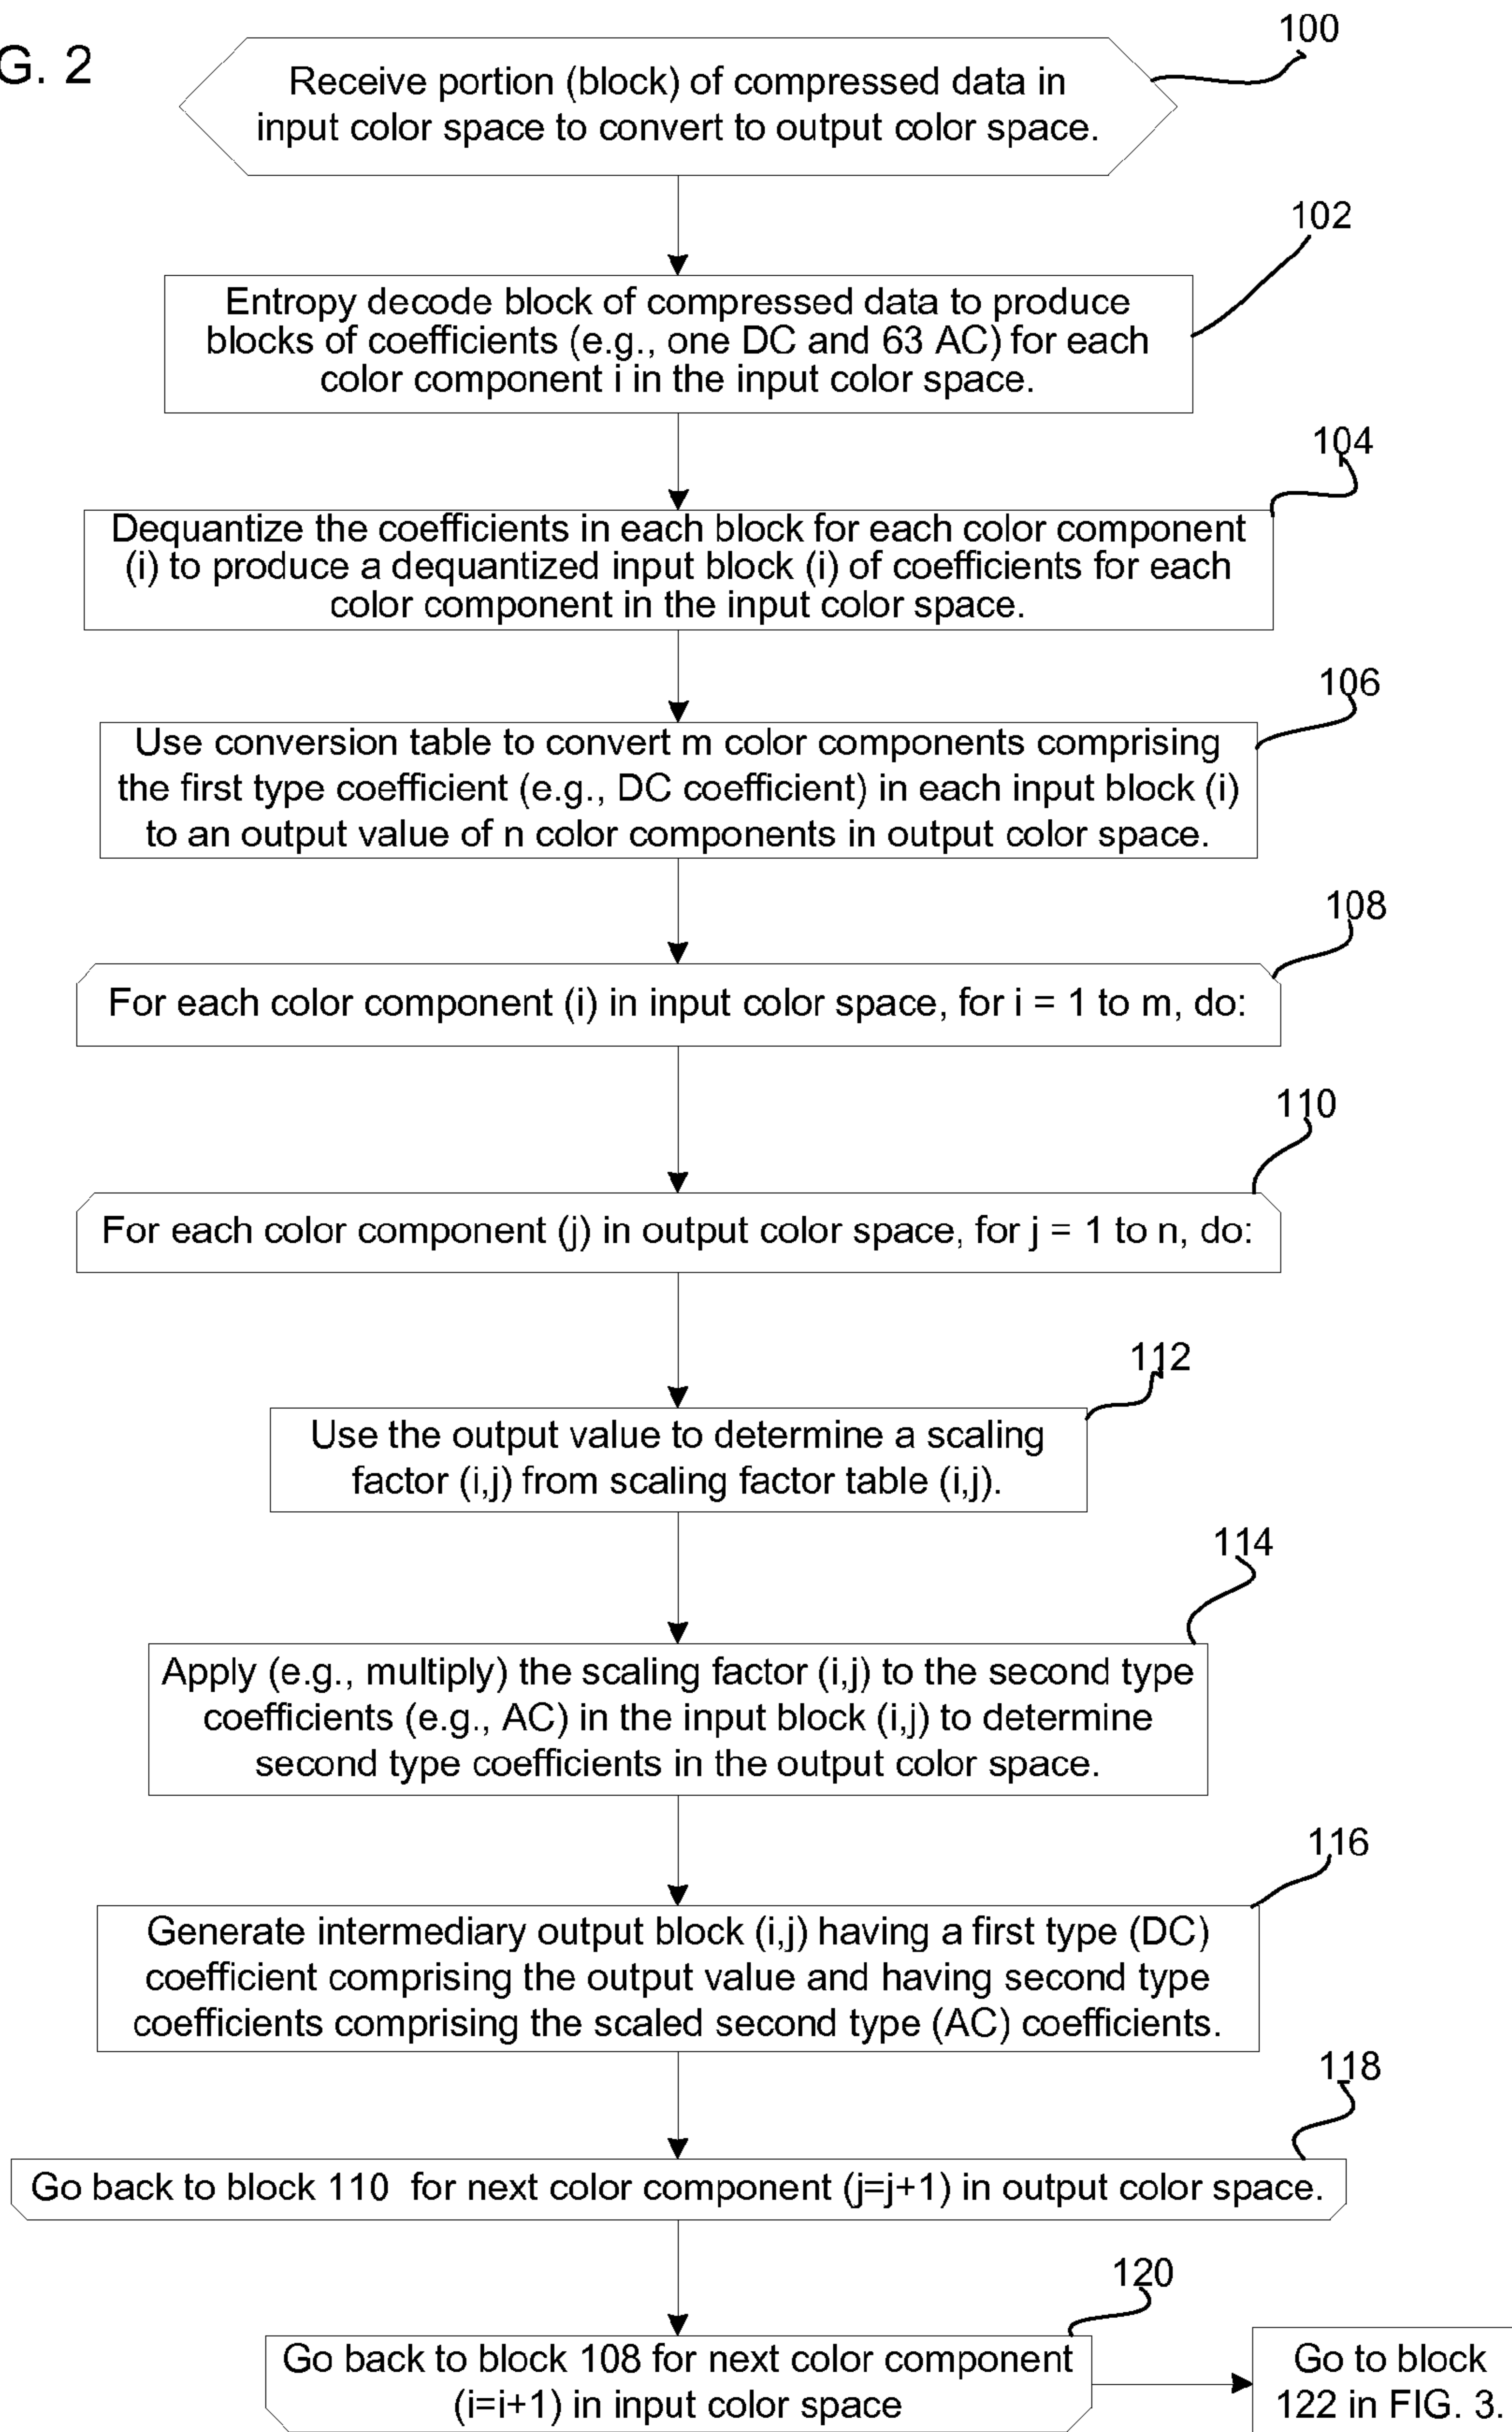 G. 2
100
Receive portion (block) of compressed data in
input color space to convert to output color space.
102
Entropy decode block of compressed data to produce
blocks of coefficients (e.g., one DC and 63 AC) for each
color component i in the input color space.
104
Dequantize the coefficients in each block for each color component
(i) to produce a dequantized input block (i) of coefficients for each
color component in the input color space.
106
Use conversion table to convert m color components comprising
the first type coefficient (e.g., DC coefficient) in each input block (i)
to an output value of n color components in output color space.
108
For each color component (i) in input color space, for i = 1 to m, do:
110
For each color component (j) in output color space, for j = 1 to n, do:
112
Use the output value to determine a scaling
factor (i,j) from scaling factor table (i,j).
114
Apply (e.g., multiply) the scaling factor (i,j) to the second type
coefficients (e.g., AC) in the input block (i,j) to determine
second type coefficients in the output color space.
116
Generate intermediary output block (i,j) having a first type (DC)
coefficient comprising the output value and having second type
coefficients comprising the scaled second type (AC) coefficients.
118
Go back to block 110 for next color component (j=j+1) in output color space.
120
Go back to block 108 for next color component
(i=i+1) in input color space
Go to block
122 in FIG. 3.